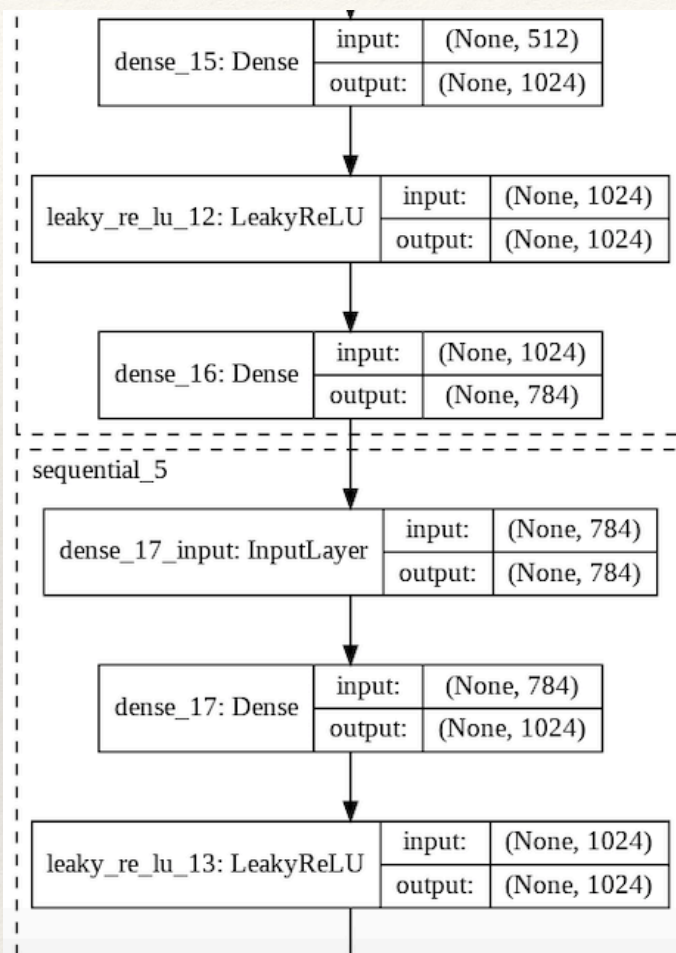 dense_15: Dense
input: (None, 512)
output: (None, 1024)
leaky_re_lu_12: LeakyReLU
input: (None, 1024)
output: (None, 1024)
dense_16: Dense
input: (None, 1024)
output: (None, 784)
sequential_5
dense_17_input: InputLayer
input: (None, 784)
output: (None, 784)
dense_17: Dense
input: (None, 784)
output: (None, 1024)
leaky_re_lu_13: LeakyReLU
input: (None, 1024)
output: (None, 1024)